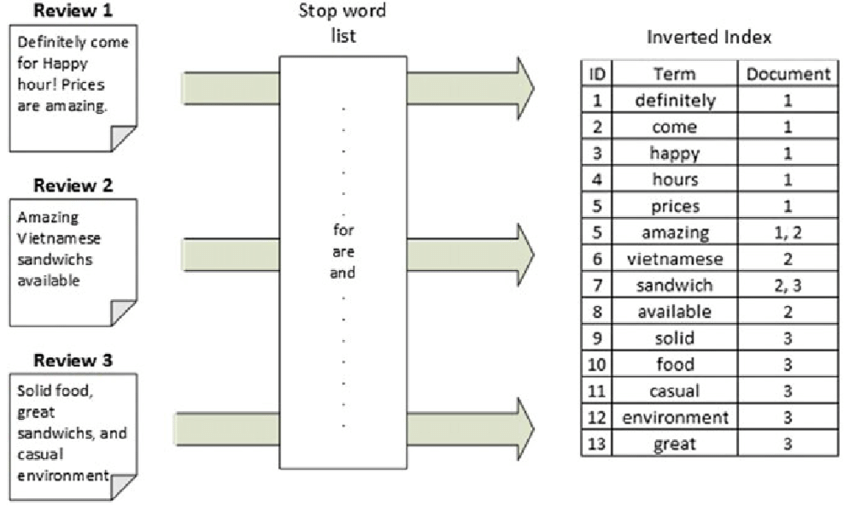 Review 1
Definitely come
for Happy
hour! Prices
are amazing.
Review 2
Amazing
Vietnamese
sandwichs
available
Review 3
Solid food,
great
sandwichs, and
casual
environment
Stop word
list
for
are
and
Inverted Index
ID Term Document
1 definitely 1
2 come 1
3 happy 1
4 hours 1
5 prices 1
5 amazing 1, 2
6 vietnamese 2
7 sandwich 2, 3
8 available 2
9 solid 3
10 food 3
11 casual 3
12 environment 3
13 great 3